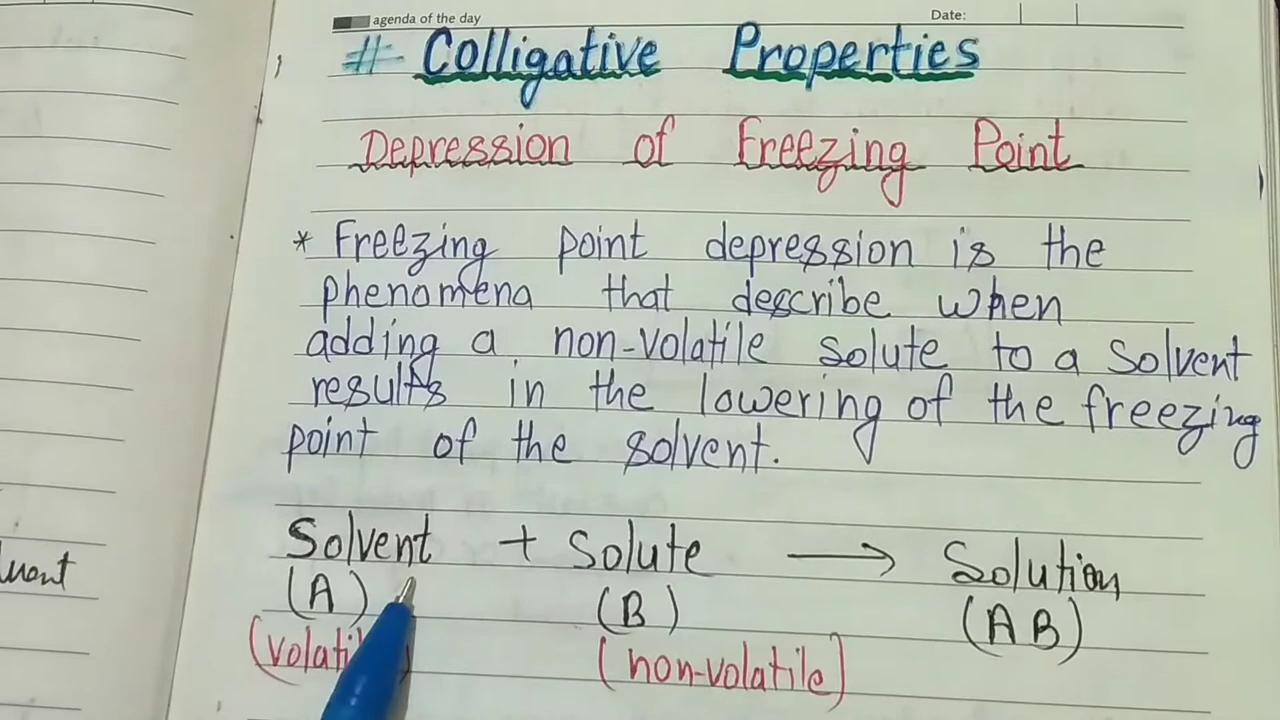 agenda of the day Date:
# Colligative Properties
Depression of Freezing Point
* Freezing point depression is the
phenomena that describe when
adding a non-volatile solute to a solvent
results in the lowering of the freezing
point of the solvent.
Solvent + Solute → Solution
(A) (B) (AB)
(non-volatile)